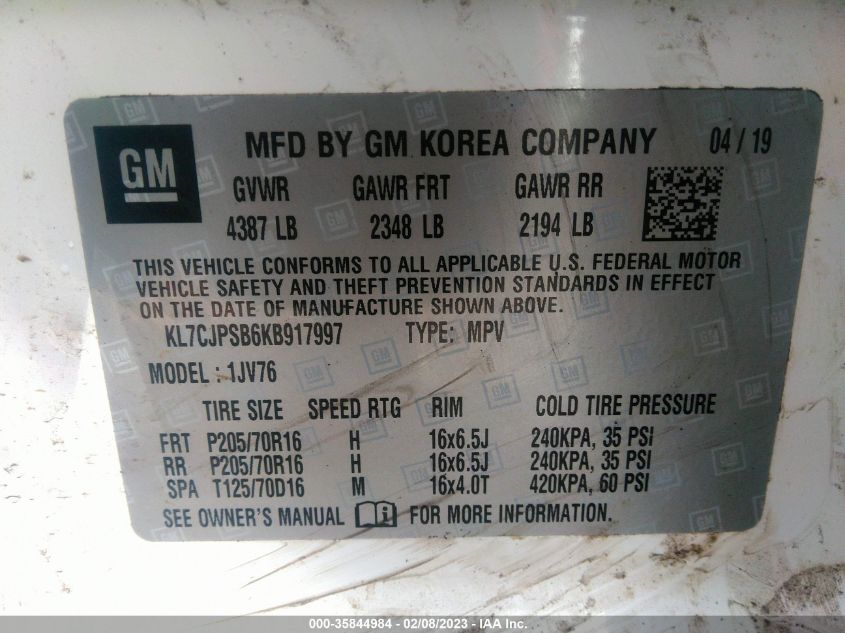 GM MFD BY GM KOREA COMPANY 04 / 19
GVWR GAWR FRT GAWR RR
4387 LB 2348 LB 2194 LB
THIS VEHICLE CONFORMS TO ALL APPLICABLE U.S. FEDERAL MOTOR
VEHICLE SAFETY AND THEFT PREVENTION STANDARDS IN EFFECT
ON THE DATE OF MANUFACTURE SHOWN ABOVE.
KL7CJPSB6KB917997 TYPE: MPV
MODEL : 1JV76
TIRE SIZE SPEED RTG RIM COLD TIRE PRESSURE
FRT P205/70R16 H 16x6.5J 240KPA, 35 PSI
RR P205/70R16 H 16x6.5J 240KPA, 35 PSI
SPA T125/70D16 M 16x4.0T 420KPA, 60 PSI
SEE OWNER'S MANUAL FOR MORE INFORMATION.
000-35844984 - 02/08/2023 - IAA Inc.